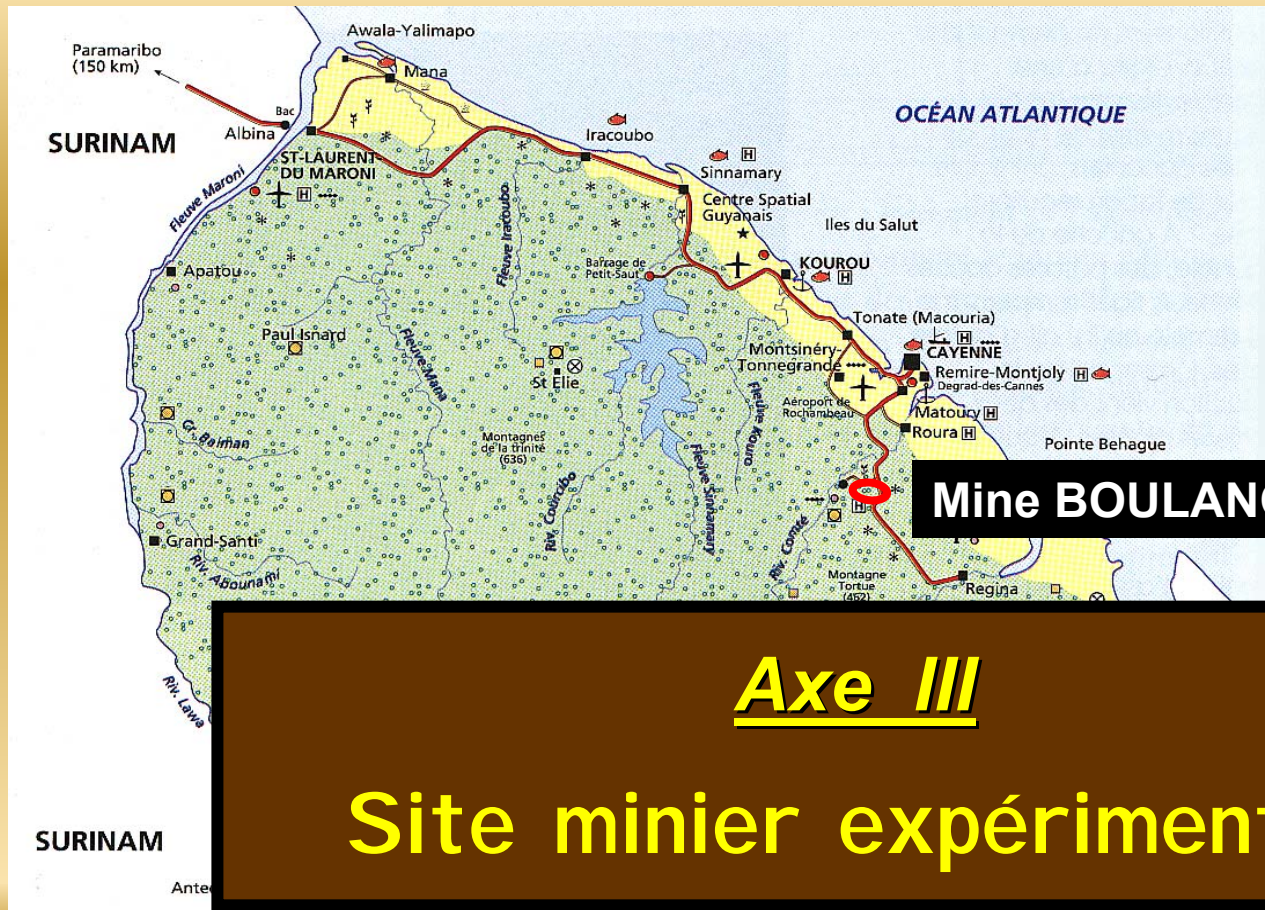 Awala-Yalimapo
Paramaribo
(150 km)
Mana
OCÉAN ATLANTIQUE
Bac
Albina
SURINAM
Iracoubo
ST-LAURENT-
DU MARONI
Sinnamary
Fleuve Maroni
Centre Spatial
Guyanais
Fleuve Iracoubo
Iles du Salut
Barrage de
Petit-Saut
KOUROU
Apatou
Tonate (Macouria)
Paul Isnard
Fleuve Mana
Montsinéry-
Tonnegrande
CAYENNE
St Elie
Remire-Montjoly
Degrad-des-Cannes
Aéroport de
Rochambeau
Fleuve Kouro
Matoury
Roura
Montagnes
de la trinité
(636)
Pointe Behague
Fleuve Sinnamary
Riv. Courcibo
Mine BOULANG
Riv. Comté
Grand-Santi
Riv. Abounami
Montagne
Tortue
(452)
Regina
Axe III
Riv. Lawa
Site minier expériment
SURINAM